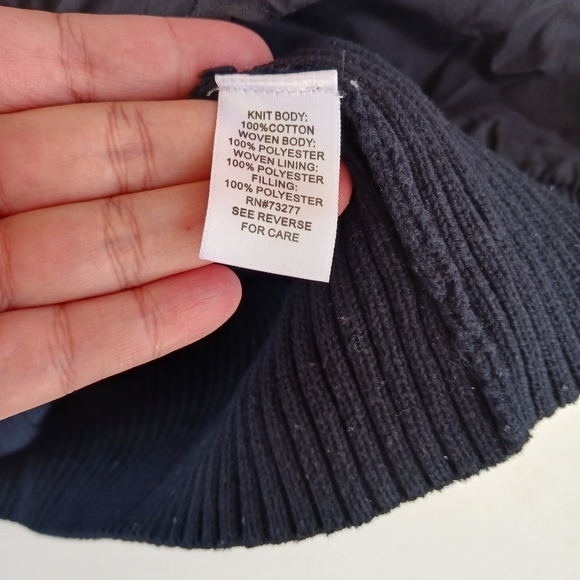 KNIT BODY:
100%COTTON
WOVEN BODY:
100% POLYESTER
WOVEN LINING:
100% POLYESTER
FILLING:
100% POLYESTER
RN#73277
SEE REVERSE
FOR CARE